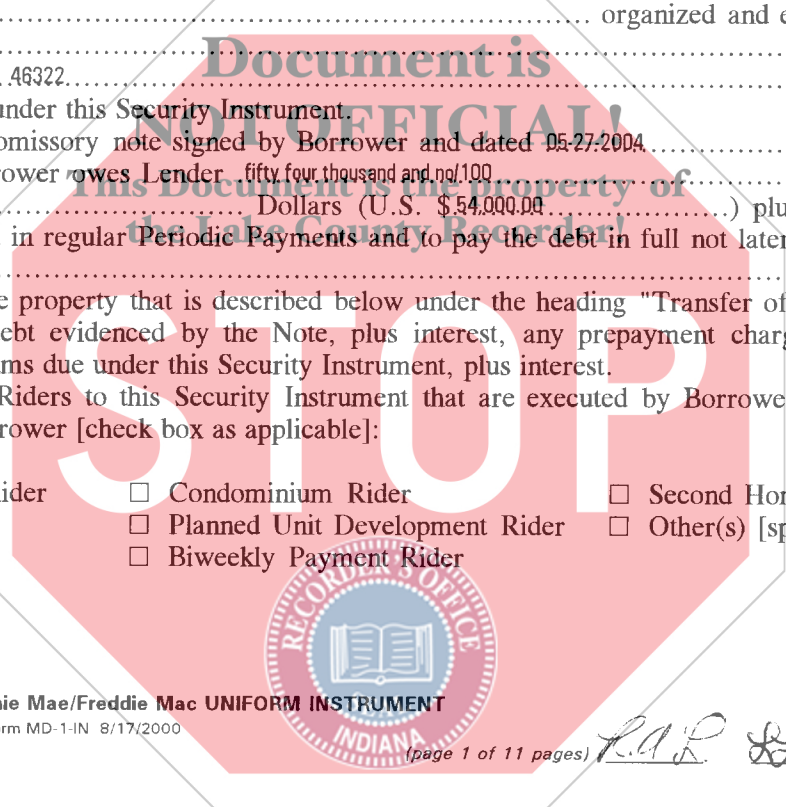 organized and e
Document is
46322
under this Security Instrument.
NOT OFFICIAL!
omissory note signed by Borrower and dated 05-27-2004
rower owes Lender fifty four thousand and no/100
This Document is the property of
Dollars (U.S. $54,000.00) plu
the Lake County Recorder!
in regular Periodic Payments and to pay the debt in full not later
e property that is described below under the heading "Transfer of
ebt evidenced by the Note, plus interest, any prepayment charg
ms due under this Security Instrument, plus interest.
Riders to this Security Instrument that are executed by Borrowe
rower [check box as applicable]:
STOP
ider ☐ Condominium Rider ☐ Second Hor
☐ Planned Unit Development Rider ☐ Other(s) [sp
☐ Biweekly Payment Rider
RECORDER'S OFFICE
nie Mae/Freddie Mac UNIFORM INSTRUMENT
rm MD-1-IN 8/17/2000
INDIANA
(page 1 of 11 pages) R.A.R.